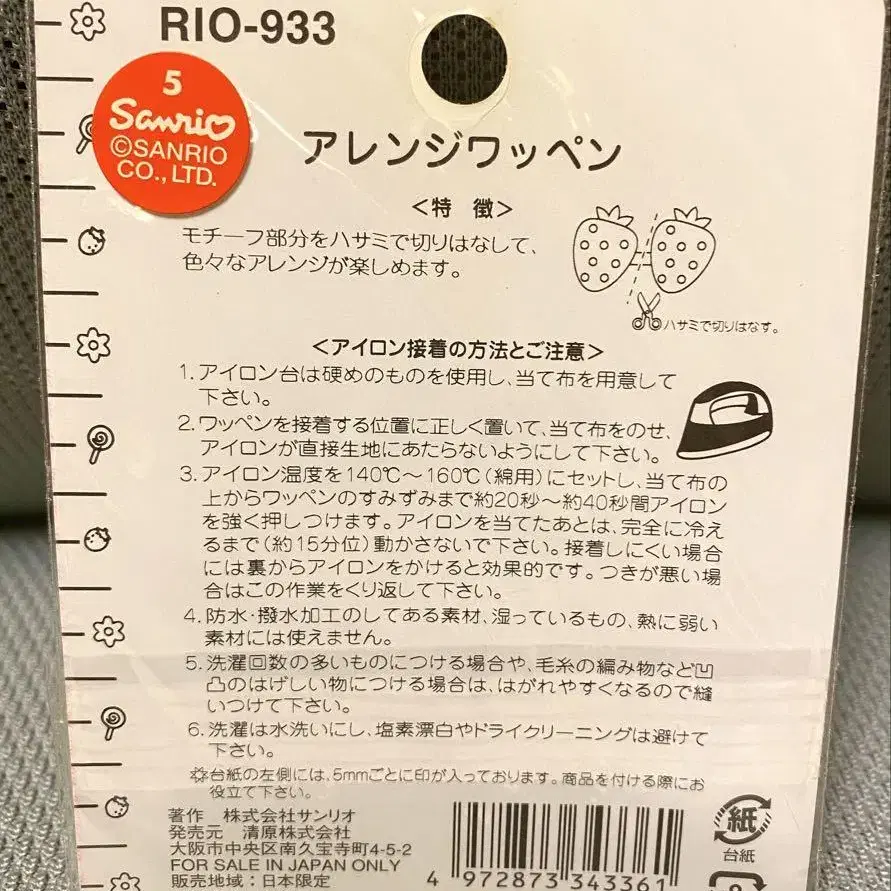 RIO-933
5
Sanrio
©SANRIO
CO.,LTD.
アレンジワッペン
<特 徴>
モチーフ部分をハサミで切りはなして、
色々なアレンジが楽しめます。
ハサミで切りはなす。
<アイロン接着の方法とご注意>
1.アイロン台は硬めのものを使用し、当て布を用意して
下さい。
2.ワッペンを接着する位置に正しく置いて、当て布をのせ、
アイロンが直接生地にあたらないようにして下さい。
3.アイロン温度を140℃~160℃(綿用)にセットし、当て布の
上からワッペンのすみずみまで約20秒~約40秒間アイロン
を強く押しつけます。アイロンを当てたあとは、完全に冷え
るまで(約15分位)動かさないで下さい。接着しにくい場合
には裏からアイロンをかけると効果的です。つきが悪い場
合はこの作業をくり返して下さい。
4.防水・撥水加工のしてある素材、湿っているもの、熱に弱い
素材には使えません。
5.洗濯回数の多いものにつける場合や、毛糸の編み物など凹
凸のはげしい物につける場合は、はがれやすくなるので縫
いつけて下さい。
6.洗濯は水洗いにし、塩素漂白やドライクリーニングは避けて
下さい。
台紙の左側には、5mmごとに印が入っております。商品を付ける際にお
役立て下さい。
著作 株式会社サンリオ
発売元 清原株式会社
大阪市中央区南久宝寺町4-5-2
FOR SALE IN JAPAN ONLY
販売地域:日本限定
4 972873 343361
紙
台紙